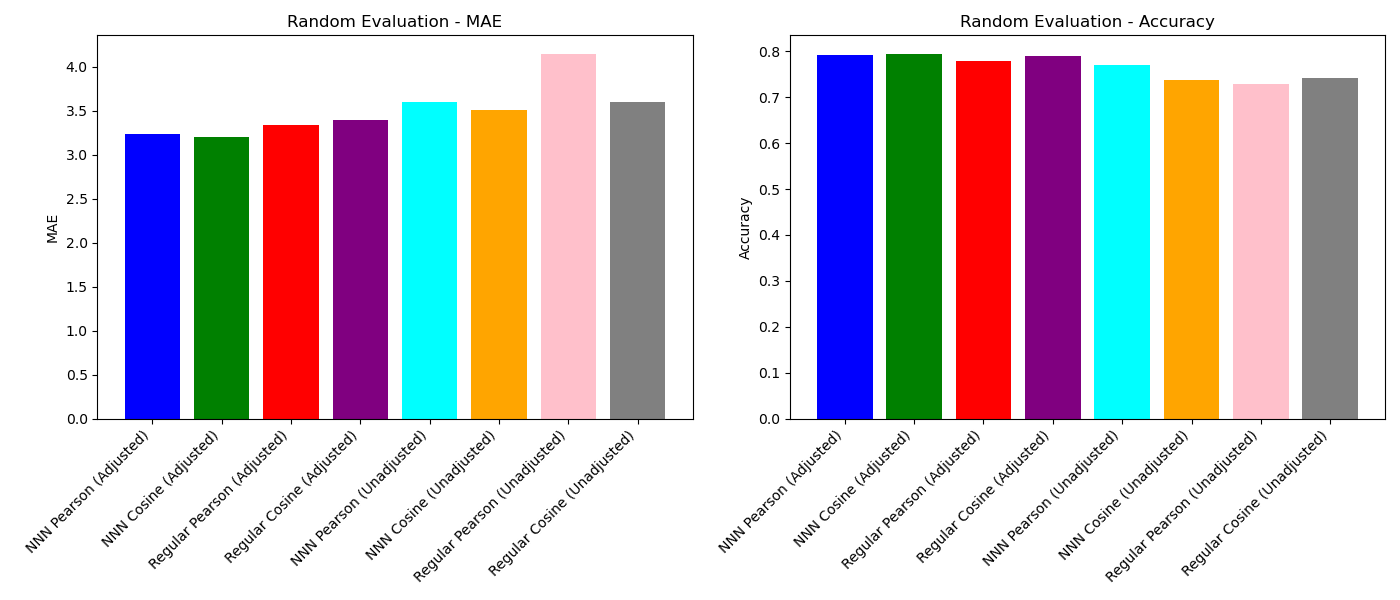 Random Evaluation - MAE
MAE
4.0
3.5
3.0
2.5
2.0
1.5
1.0
0.5
0.0
NNN Pearson (Adjusted)
NNN Cosine (Adjusted)
Regular Pearson (Adjusted)
Regular Cosine (Adjusted)
NNN Pearson (Unadjusted)
NNN Cosine (Unadjusted)
Regular Pearson (Unadjusted)
Regular Cosine (Unadjusted)
Random Evaluation - Accuracy
Accuracy
0.8
0.7
0.6
0.5
0.4
0.3
0.2
0.1
0.0
NNN Pearson (Adjusted)
NNN Cosine (Adjusted)
Regular Pearson (Adjusted)
Regular Cosine (Adjusted)
NNN Pearson (Unadjusted)
NNN Cosine (Unadjusted)
Regular Pearson (Unadjusted)
Regular Cosine (Unadjusted)